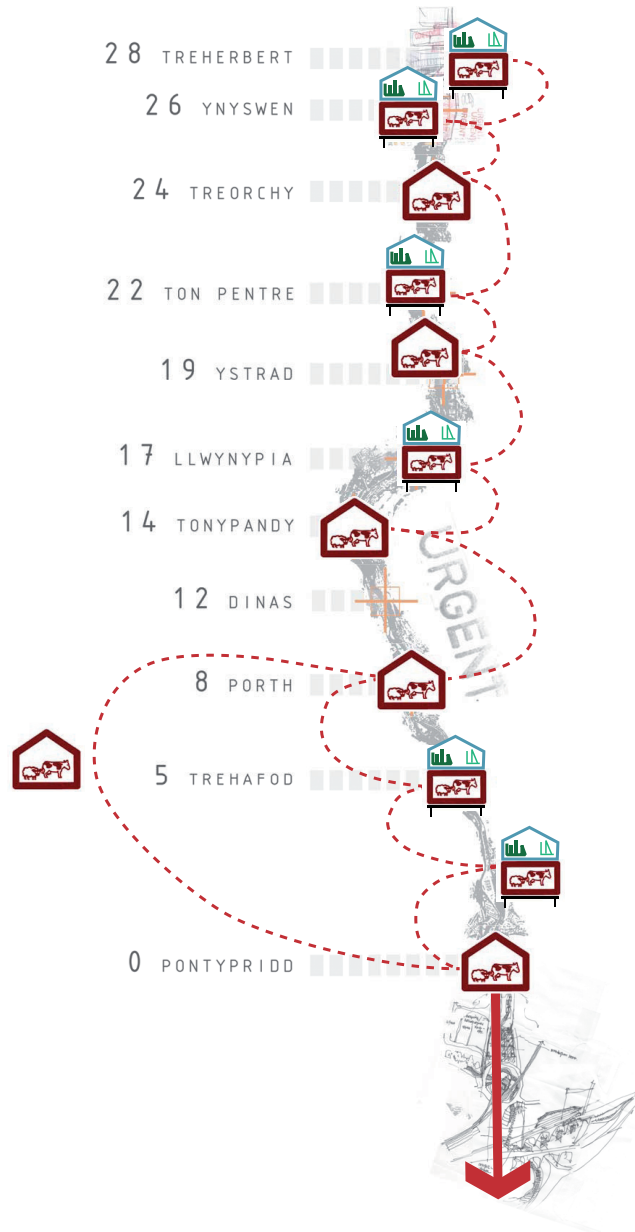 28 TREHERBERT
26 YNYSWEN
24 TREORCHY
22 TON PENTRE
19 YSTRAD
17 LLWYNYPIA
14 TONYPANDY
URGENT
12 DINAS
8 PORTH
5 TREHAFOD
0 PONTYPRIDD